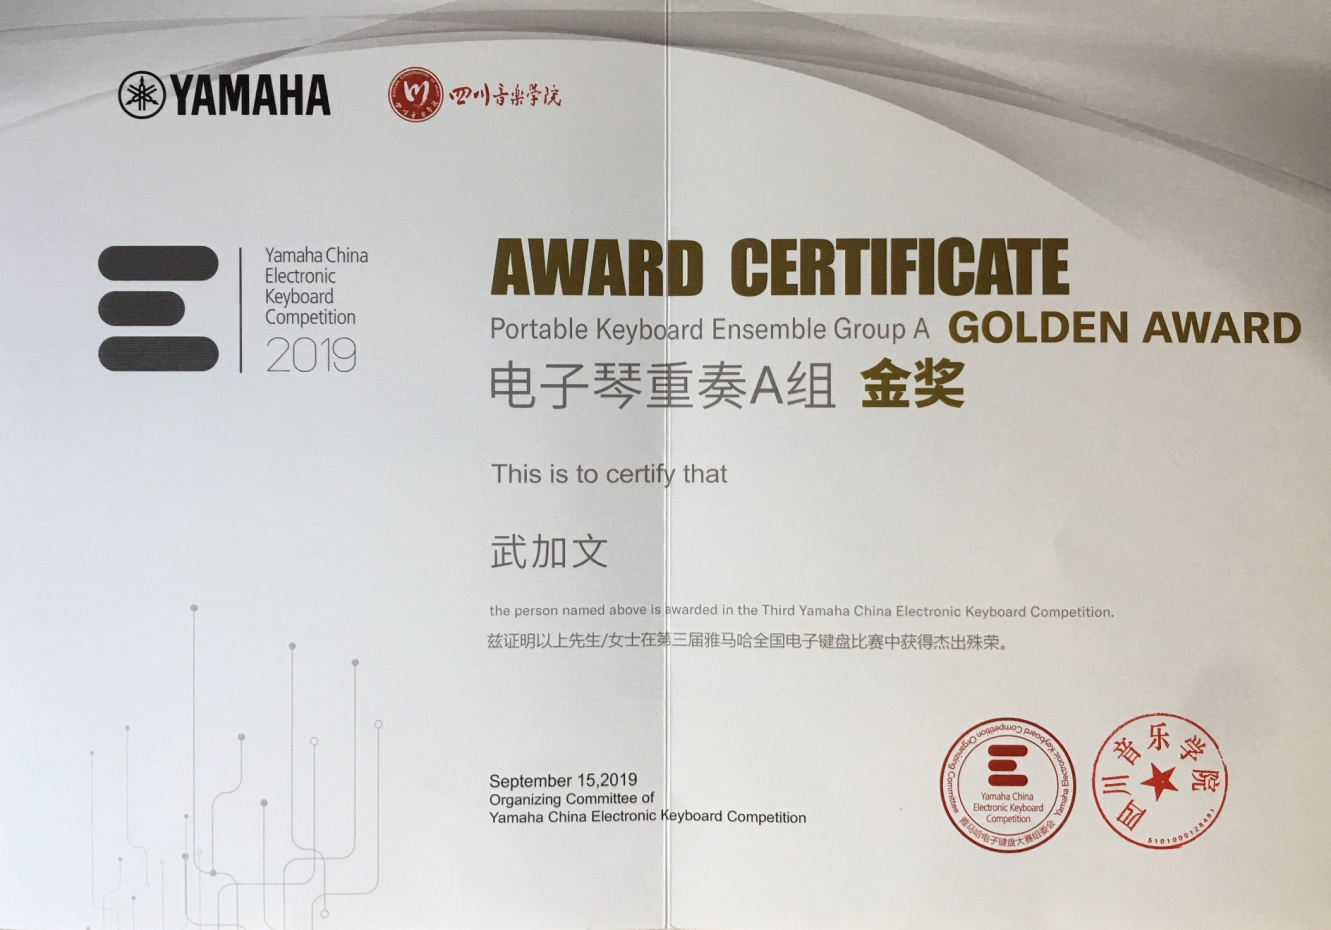 YAMAHA
四川音乐学院
Yamaha China
Electronic
Keyboard
Competition
2019
AWARD CERTIFICATE
Portable Keyboard Ensemble Group A GOLDEN AWARD
电子琴重奏A组 金奖
This is to certify that
武加文
the person named above is awarded in the Third Yamaha China Electronic Keyboard Competition.
兹证明以上先生/女士在第三届雅马哈全国电子键盘比赛中获得杰出殊荣。
September 15,2019
Organizing Committee of
Yamaha China Electronic Keyboard Competition
Yamaha Electronic Keyboard Competition Organizing Committee
Yamaha China
Electronic Keyboard
Competition
雅马哈电子键盘大赛组委会
四川音乐学院